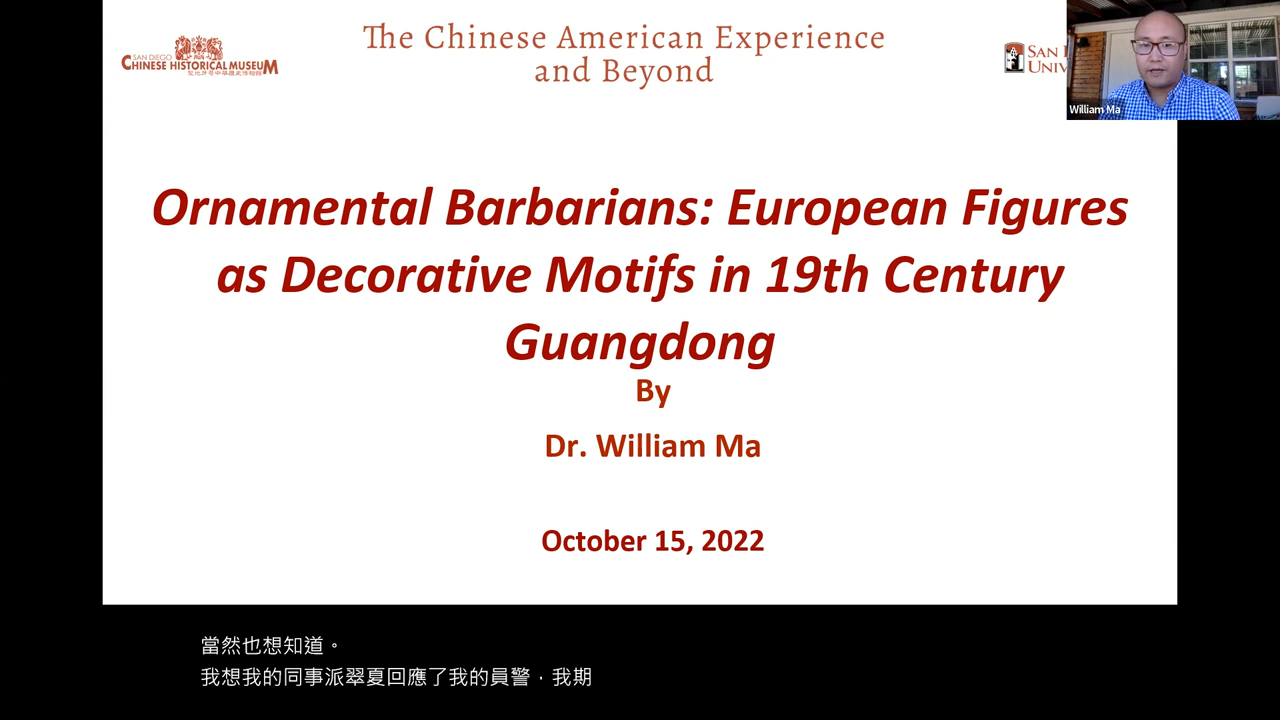 The Chinese American Experience
and Beyond
SAN DIEGO
CHINESE HISTORICAL MUSEUM
William Ma
Ornamental Barbarians: European Figures
as Decorative Motifs in 19th Century
Guangdong
By
Dr. William Ma
October 15, 2022
當然也想知道。
我想我的同事派翠夏回應了我的員警，我期